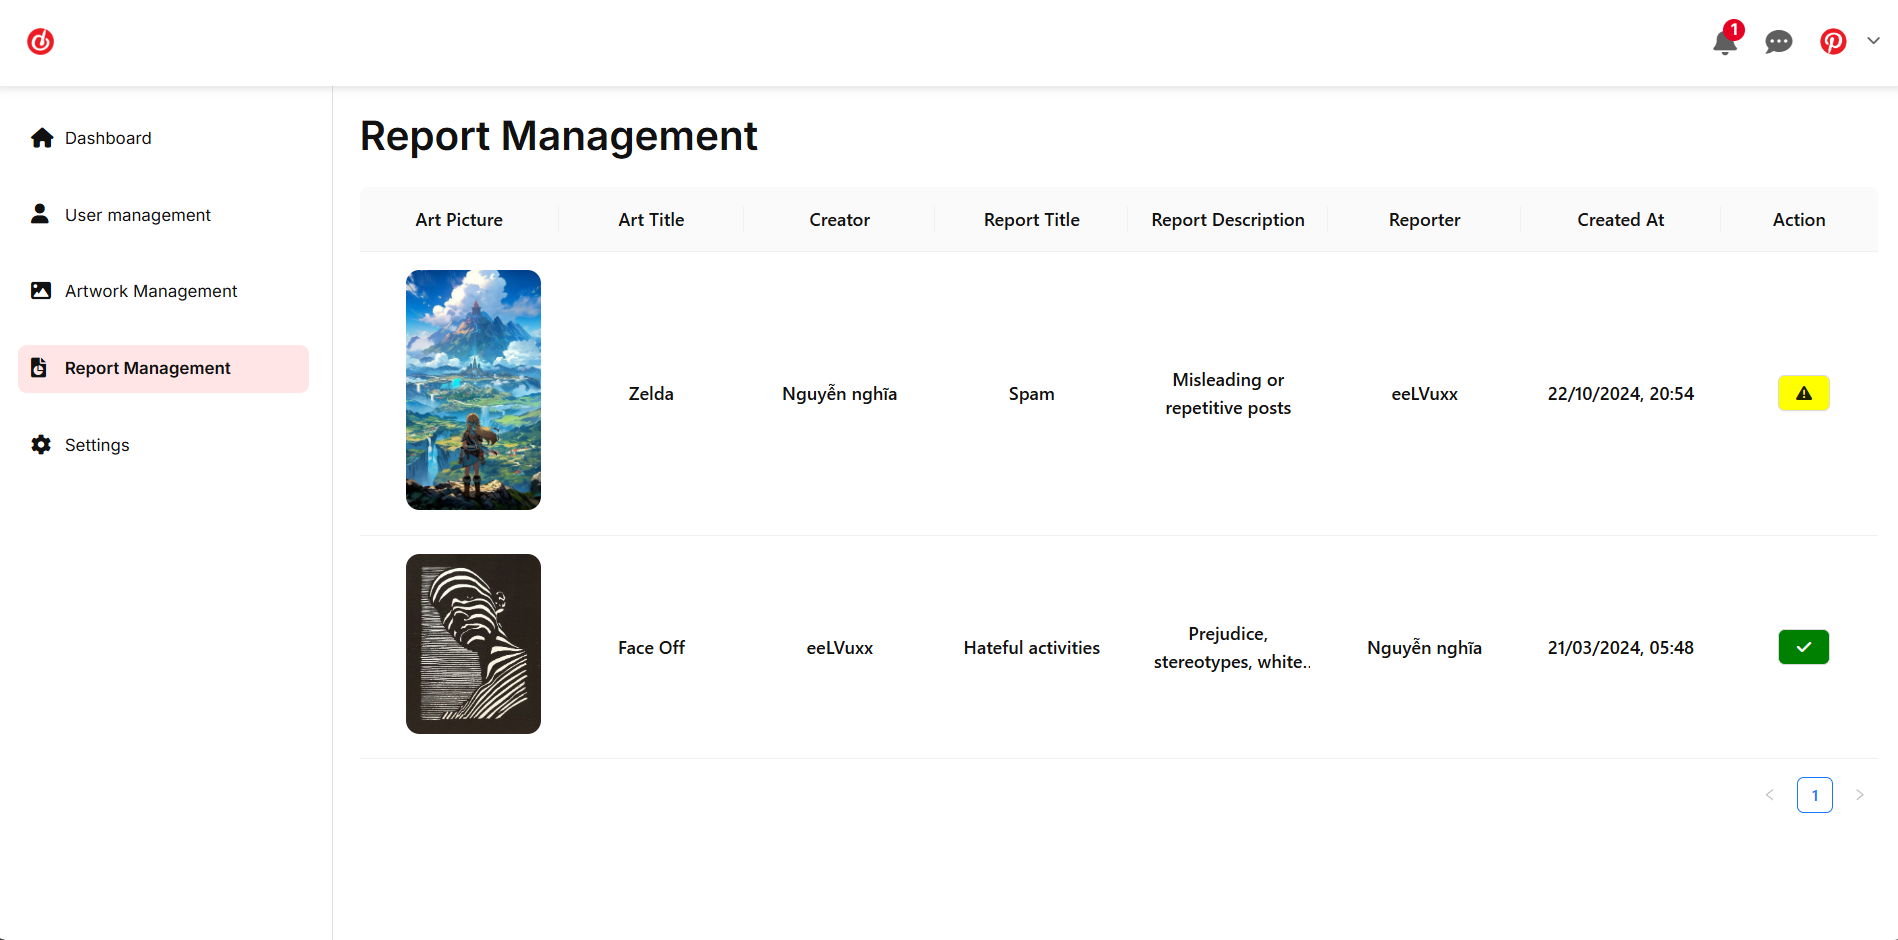 1
Dashboard
User management
Artwork Management
Report Management
Settings
Report Management
Art Picture Art Title Creator Report Title Report Description Reporter Created At Action
Zelda Nguyễn nghĩa Spam Misleading or eeLVuxx 22/10/2024, 20:54
repetitive posts
Face Off eeLVuxx Hateful activities Prejudice, Nguyễn nghĩa 21/03/2024, 05:48
stereotypes, white..
1